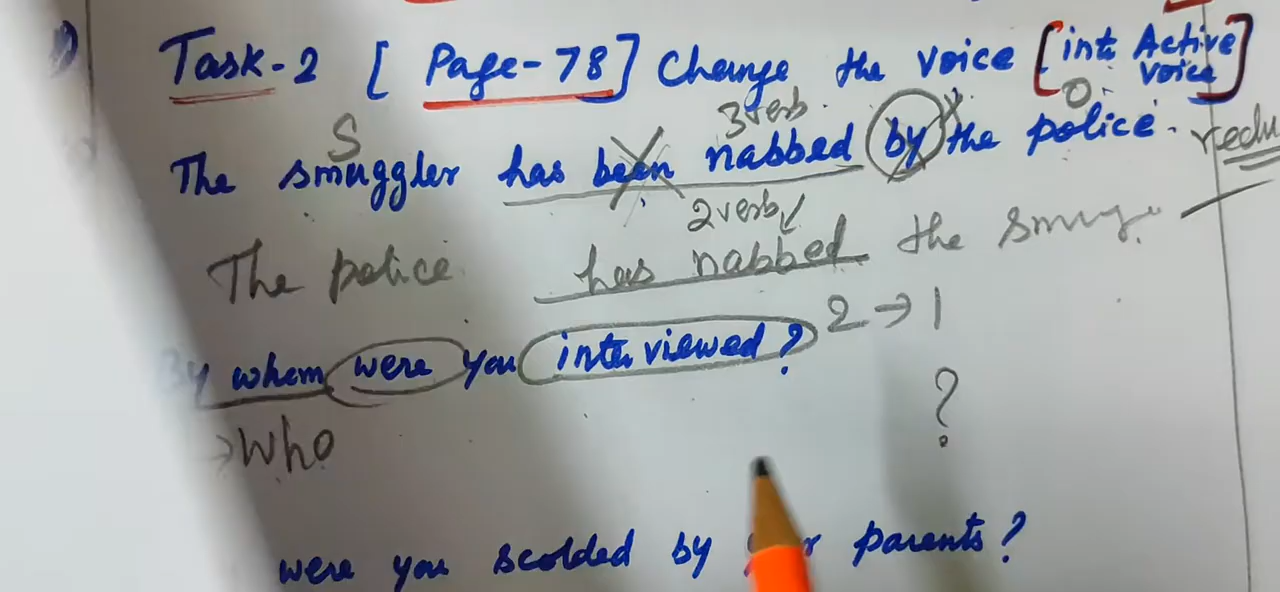 Task-2 [Page-78] Change the voice [into Active voice]
S 3 verb O
The smuggler has been nabbed by the police.
2 verb
The police has nabbed the smug.
2 → 1
By whom were you interviewed?
→ Who ?
were you scolded by parents?